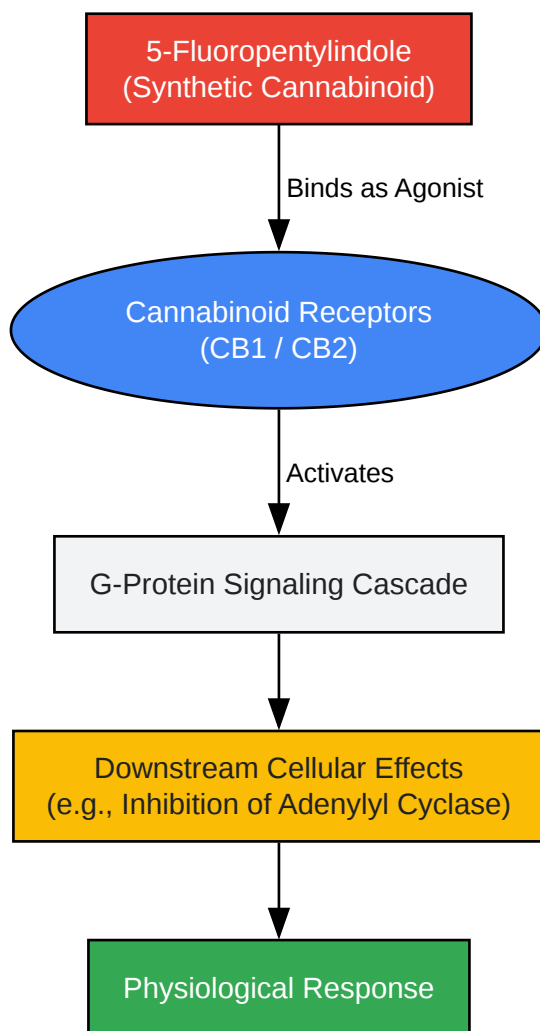 5-Fluoropentylindole
(Synthetic Cannabinoid)
Binds as Agonist
Cannabinoid Receptors
(CB1 / CB2)
Activates
G-Protein Signaling Cascade
Downstream Cellular Effects
(e.g., Inhibition of Adenylyl Cyclase)
Physiological Response